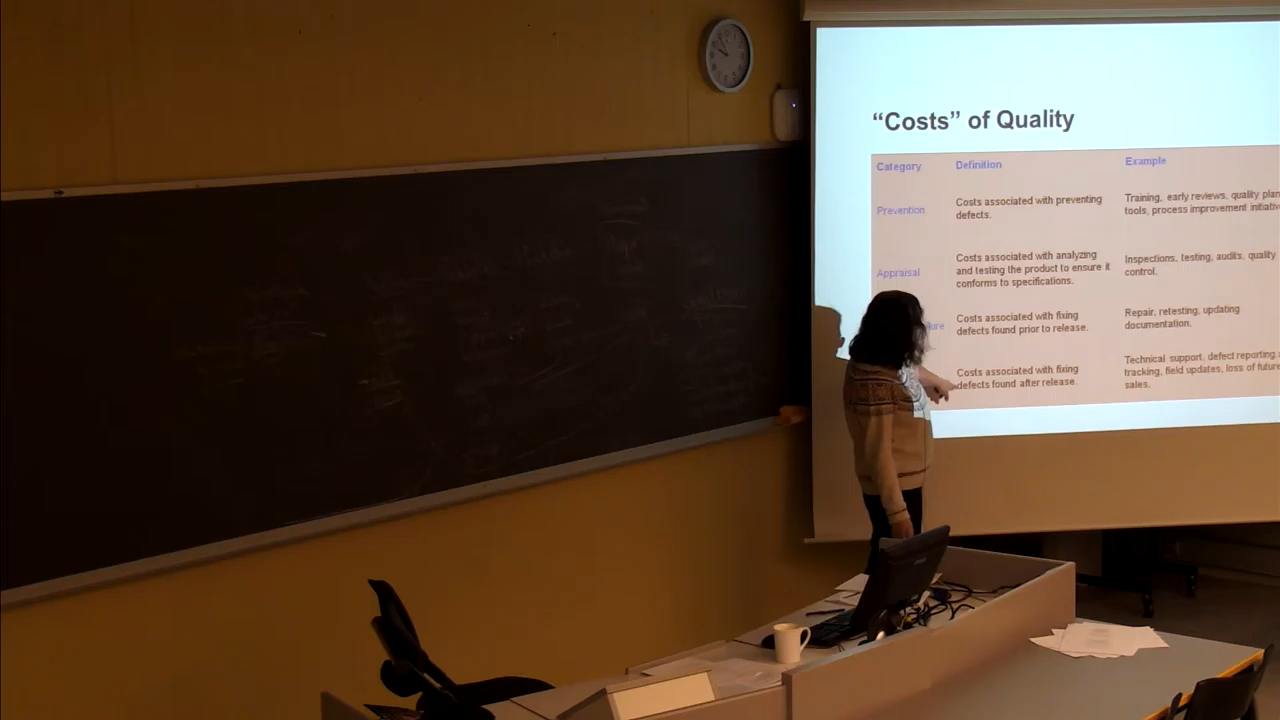 “Costs” of Quality
Category Definition Example
Prevention
Costs associated with preventing
defects.
Training, early reviews, quality plan
tools, process improvement
Appraisal
Costs associated with analyzing
and testing the product to ensure it
conforms to specifications.
Inspections, testing, audits, quality
control.
Costs associated with fixing
defects found prior to release.
Repair, retesting, updating
documentation.
Costs associated with fixing
defects found after release.
Technical support, defect reporting
tracking, field updates, loss of future
sales.